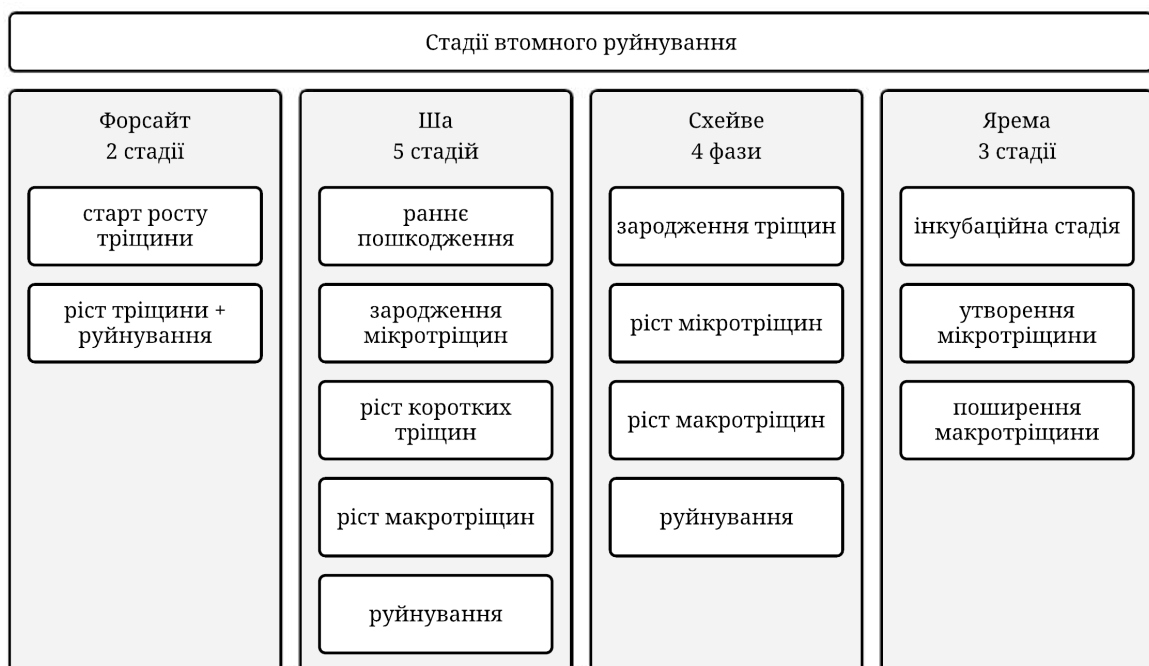 Стадії втомного руйнування
Форсайт
2 стадії
старт росту
тріщини
ріст тріщини +
руйнування
Ша
5 стадій
раннє
пошкодження
зародження
мікротріщин
ріст коротких
тріщин
ріст макротріщин
руйнування
Схейве
4 фази
зародження тріщин
ріст мікротріщин
ріст макротріщин
руйнування
Ярема
3 стадії
інкубаційна стадія
утворення
мікротріщини
поширення
макротріщини